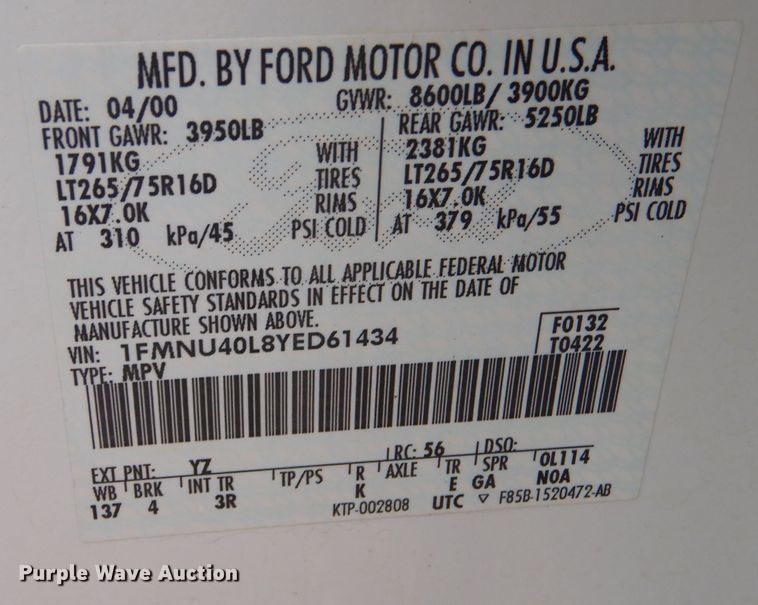 MFD. BY FORD MOTOR CO. IN U.S.A.
DATE: 04/00 GVWR: 8600LB/ 3900KG
FRONT GAWR: 3950LB REAR GAWR: 5250LB
1791KG WITH 2381KG WITH
LT265/75R16D TIRES LT265/75R16D TIRES
16X7.0K RIMS 16X7.0K RIMS
AT 310 kPa/45 PSI COLD AT 379 kPa/55 PSI COLD
THIS VEHICLE CONFORMS TO ALL APPLICABLE FEDERAL MOTOR
VEHICLE SAFETY STANDARDS IN EFFECT ON THE DATE OF
MANUFACTURE SHOWN ABOVE.
VIN: 1FMNU40L8YED61434 F0132
TYPE: MPV T0422
EXT PNT: YZ RC: 56 DSO:
WB BRK INT TR TP/PS R AXLE TR SPR 0L114
137 4 3R K E GA N0A
KTP-002808 UTC ▽ F85B-1520472-AB
Purple Wave Auction